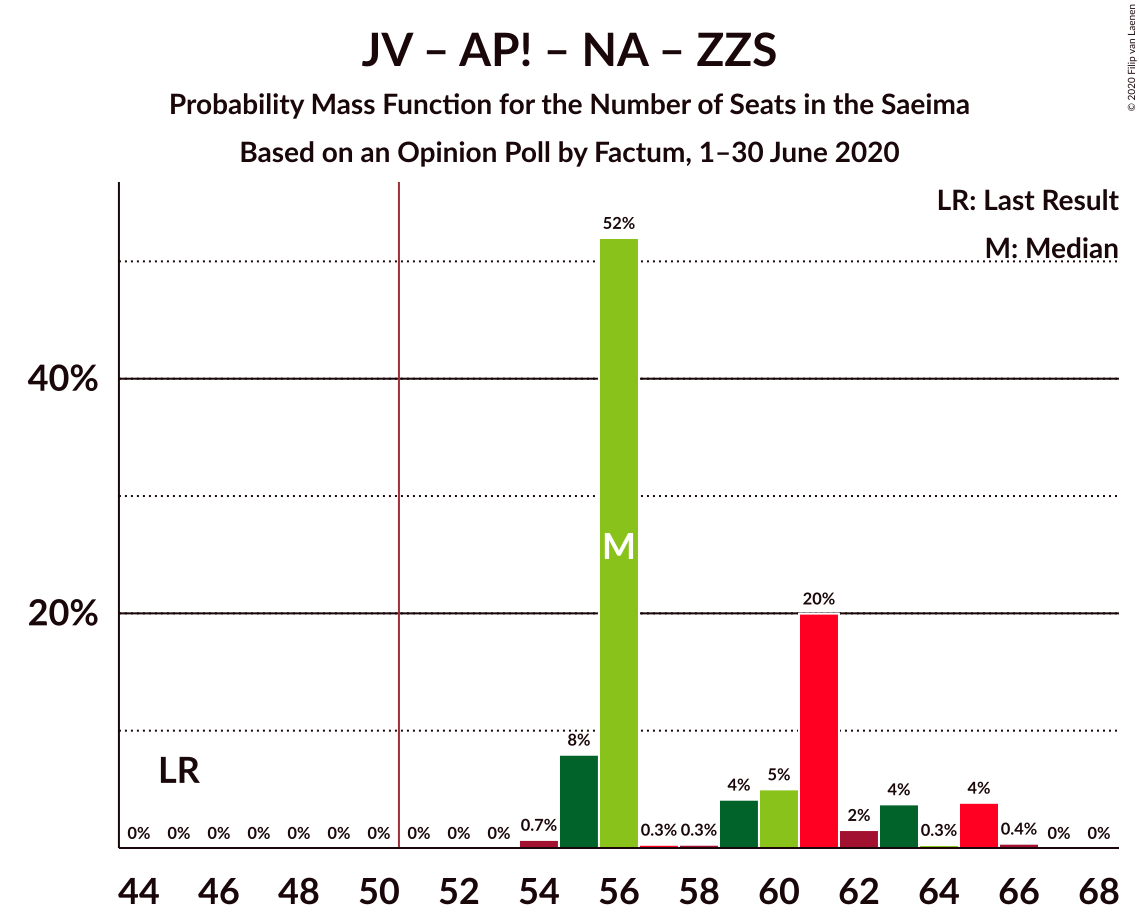 JV – AP! – NA – ZZS
Probability Mass Function for the Number of Seats in the Saeima
Based on an Opinion Poll by Factum, 1–30 June 2020
© 2020 Filip van Laenen
LR: Last Result
M: Median
52%
40%
M
20%
20%
8%
LR
4%
5%
2%
4%
4%
0% 0% 0% 0% 0% 0% 0% 0% 0% 0% 0.7% 0.3% 0.3% 0.3% 0.4% 0% 0%
44 46 48 50 52 54 56 58 60 62 64 66 68